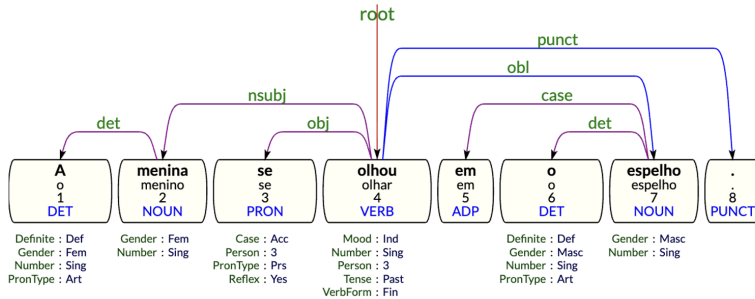 root
punct
obl
nsubj case
det obj det
A menina se olhou em o espelho .
o menino se olhar em o espelho .
1 2 3 4 5 6 7 8
DET NOUN PRON VERB ADP DET NOUN PUNCT
Definite : Def Gender : Fem Case : Acc Mood : Ind Definite : Def Gender : Masc
Gender : Fem Number : Sing Person : 3 Number : Sing Gender : Masc Number : Sing
Number : Sing PronType : Prs Person : 3 Number : Sing
PronType : Art Reflex : Yes Tense : Past PronType : Art
VerbForm : Fin